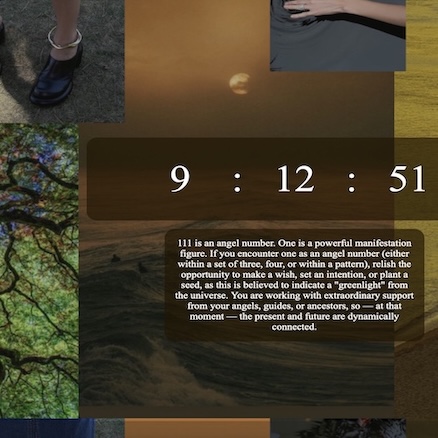 9 : 12 : 51
111 is an angel number. One is a powerful manifestation
figure. If you encounter one as an angel number (either
within a set of three, four, or within a pattern), relish the
opportunity to make a wish, set an intention, or plant a
seed, as this is believed to indicate a "greenlight" from
the universe. You are working with extraordinary support
from your angels, guides, or ancestors, so — at that
moment — the present and future are dynamically
connected.